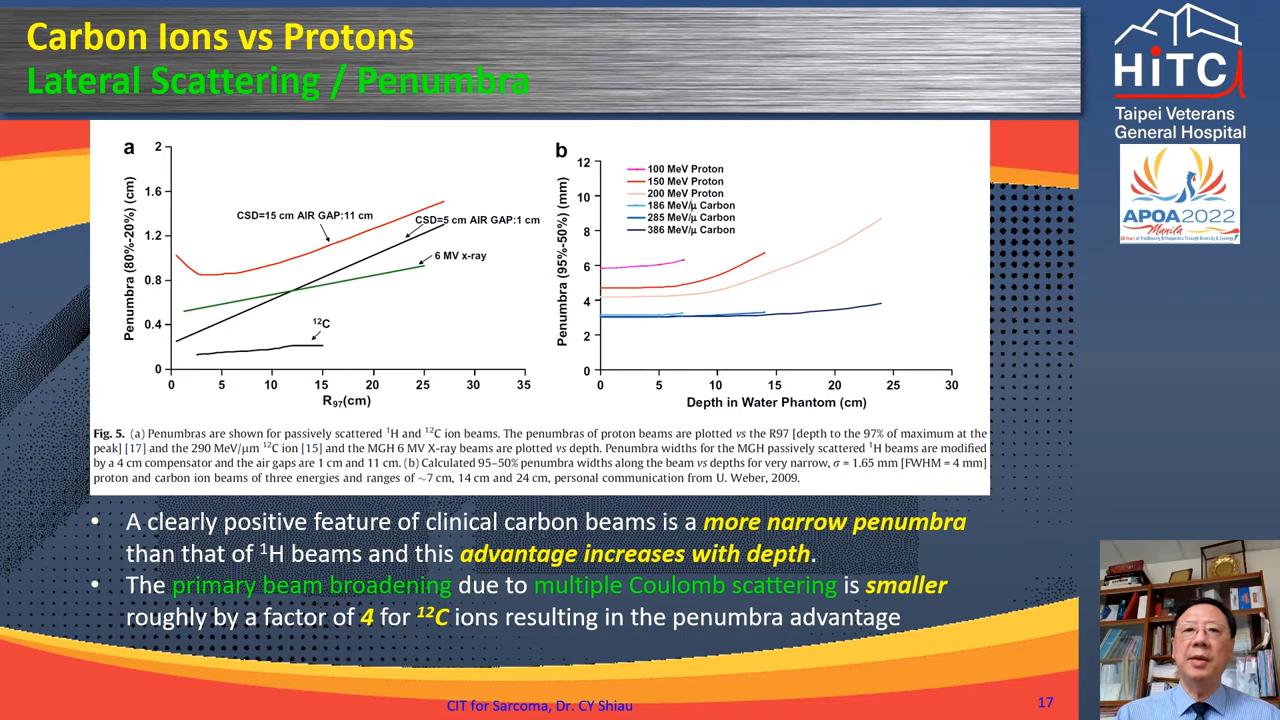 Carbon Ions vs Protons
Lateral Scattering / Penumbra
HiTC
Taipei Veterans
General Hospital
APOA2022
Manila
a
2
1.6
1.2
0.8
0.4
0
Penumbra (80%-20%) (cm)
CSD=15 cm AIR GAP:11 cm
CSD=5 cm AIR GAP:1 cm
6 MV x-ray
12C
0 5 10 15 20 25 30 35
R97(cm)
b
12
10
8
6
4
2
0
Penumbra (95%-50%) (mm)
100 MeV Proton
150 MeV Proton
200 MeV Proton
186 MeV/μ Carbon
285 MeV/μ Carbon
386 MeV/μ Carbon
0 5 10 15 20 25 30
Depth in Water Phantom (cm)
Fig. 5. (a) Penumbras are shown for passively scattered 1H and 12C ion beams. The penumbras of proton beams are plotted vs the R97 [depth to the 97% of maximum at the
peak] [17] and the 290 MeV/μm 12C ion [15] and the MGH 6 MV X-ray beams are plotted vs depth. Penumbra widths for the MGH passively scattered 1H beams are modified
by a 4 cm compensator and the air gaps are 1 cm and 11 cm. (b) Calculated 95–50% penumbra widths along the beam vs depths for very narrow, σ = 1.65 mm [FWHM = 4 mm]
proton and carbon ion beams of three energies and ranges of ~7 cm, 14 cm and 24 cm, personal communication from U. Weber, 2009.
• A clearly positive feature of clinical carbon beams is a more narrow penumbra
than that of 1H beams and this advantage increases with depth.
• The primary beam broadening due to multiple Coulomb scattering is smaller
roughly by a factor of 4 for 12C ions resulting in the penumbra advantage
CIT for Sarcoma, Dr. CY Shiau
17